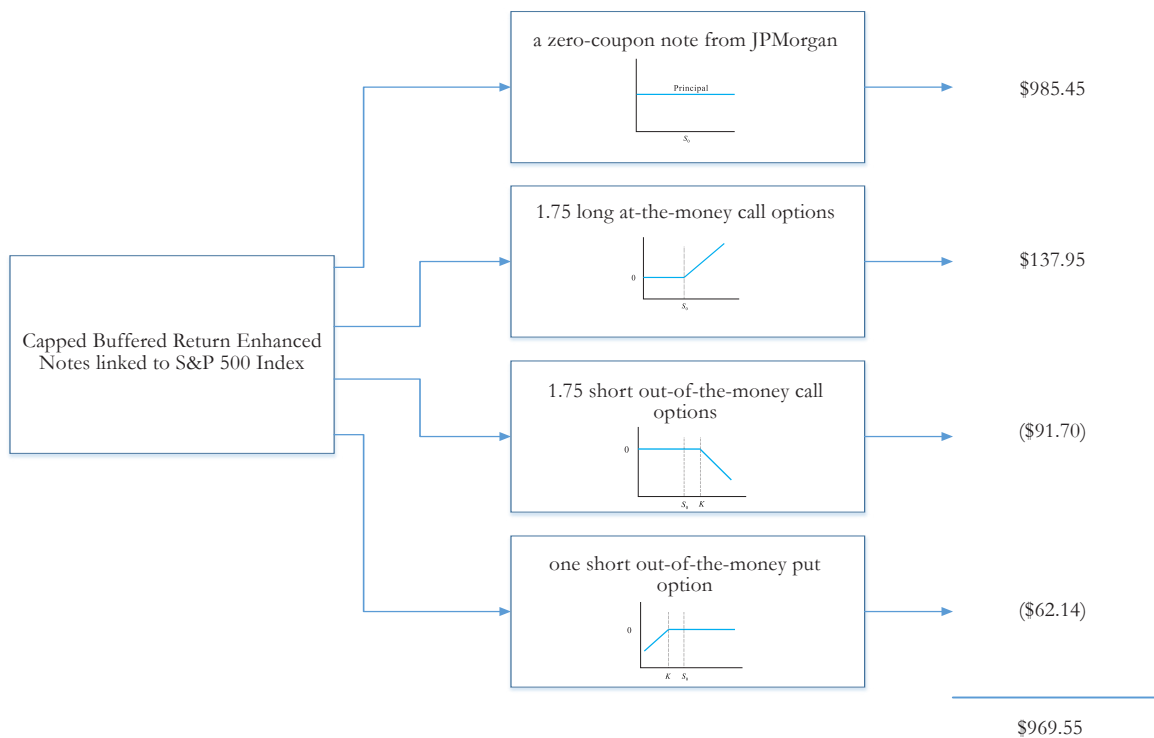 a zero-coupon note from JPMorgan
Principal
S₀
$985.45
1.75 long at-the-money call options
0
S₀
$137.95
Capped Buffered Return Enhanced
Notes linked to S&P 500 Index
1.75 short out-of-the-money call
options
0
S₀ K
($91.70)
one short out-of-the-money put
option
0
K S₀
($62.14)
$969.55